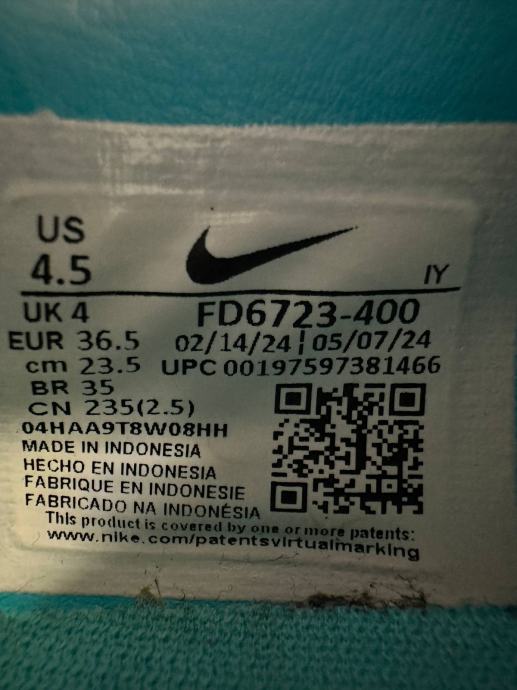 US
4.5
IY
UK 4
FD6723-400
EUR 36.5
02/14/24 ¦ 05/07/24
cm 23.5
UPC 00197597381466
BR 35
CN 235(2.5)
04HAA9T8W08HH
MADE IN INDONESIA
HECHO EN INDONESIA
FABRIQUE EN INDONESIE
FABRICADO NA INDONÉSIA
This product is covered by one or more patents:
www.nike.com/patentsvirtualmarking